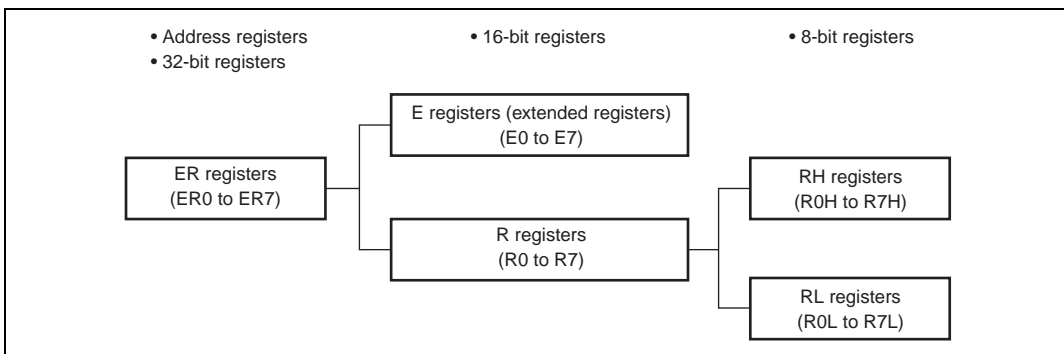 • Address registers
• 32-bit registers
• 16-bit registers
• 8-bit registers
E registers (extended registers)
(E0 to E7)
ER registers
(ER0 to ER7)
RH registers
(R0H to R7H)
R registers
(R0 to R7)
RL registers
(R0L to R7L)